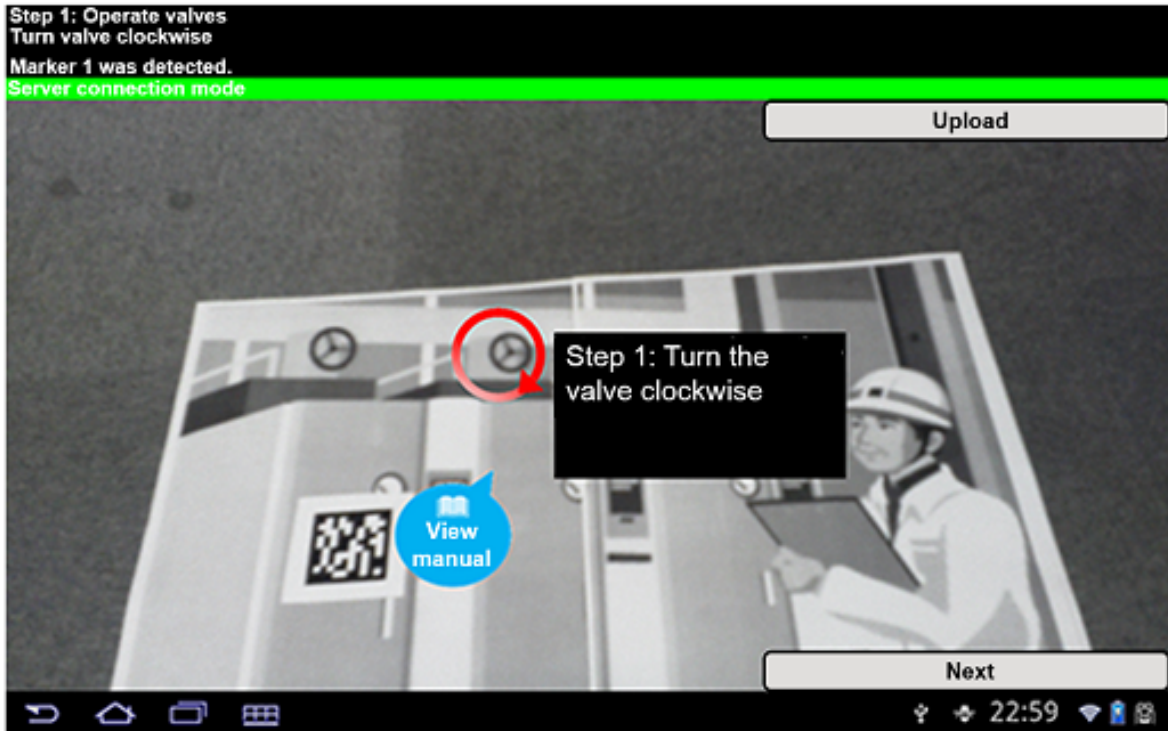 Step 1: Operate valves
Turn valve clockwise
Marker 1 was detected.
Server connection mode
Upload
Step 1: Turn the
valve clockwise
View
manual
Next
22:59